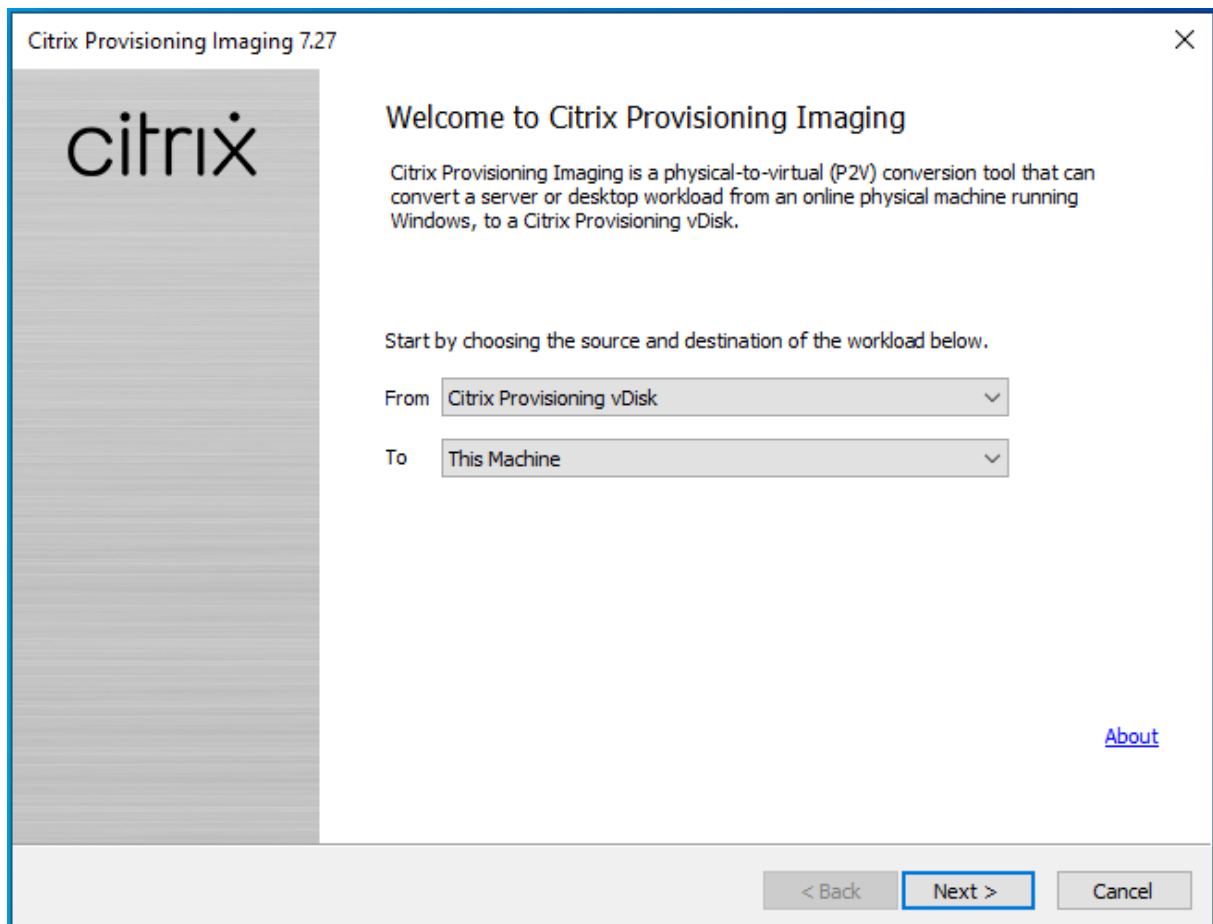 Citrix Provisioning Imaging 7.27
citrix
Welcome to Citrix Provisioning Imaging
Citrix Provisioning Imaging is a physical-to-virtual (P2V) conversion tool that can
convert a server or desktop workload from an online physical machine running
Windows, to a Citrix Provisioning vDisk.
Start by choosing the source and destination of the workload below.
From Citrix Provisioning vDisk
To This Machine
About
< Back Next > Cancel